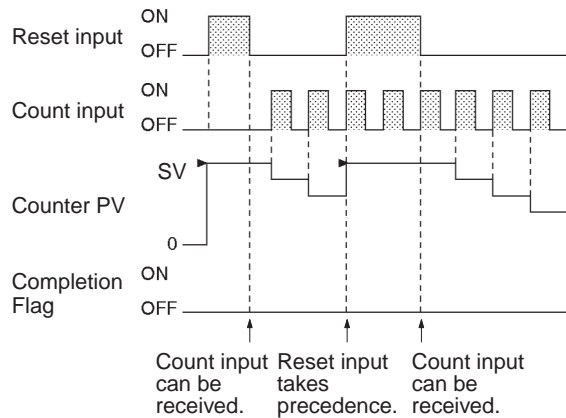 Reset input
ON
OFF
Count input
ON
OFF
Counter PV
SV
0
Completion
Flag
ON
OFF
Count input
can be
received.
Reset input
takes
precedence.
Count input
can be
received.